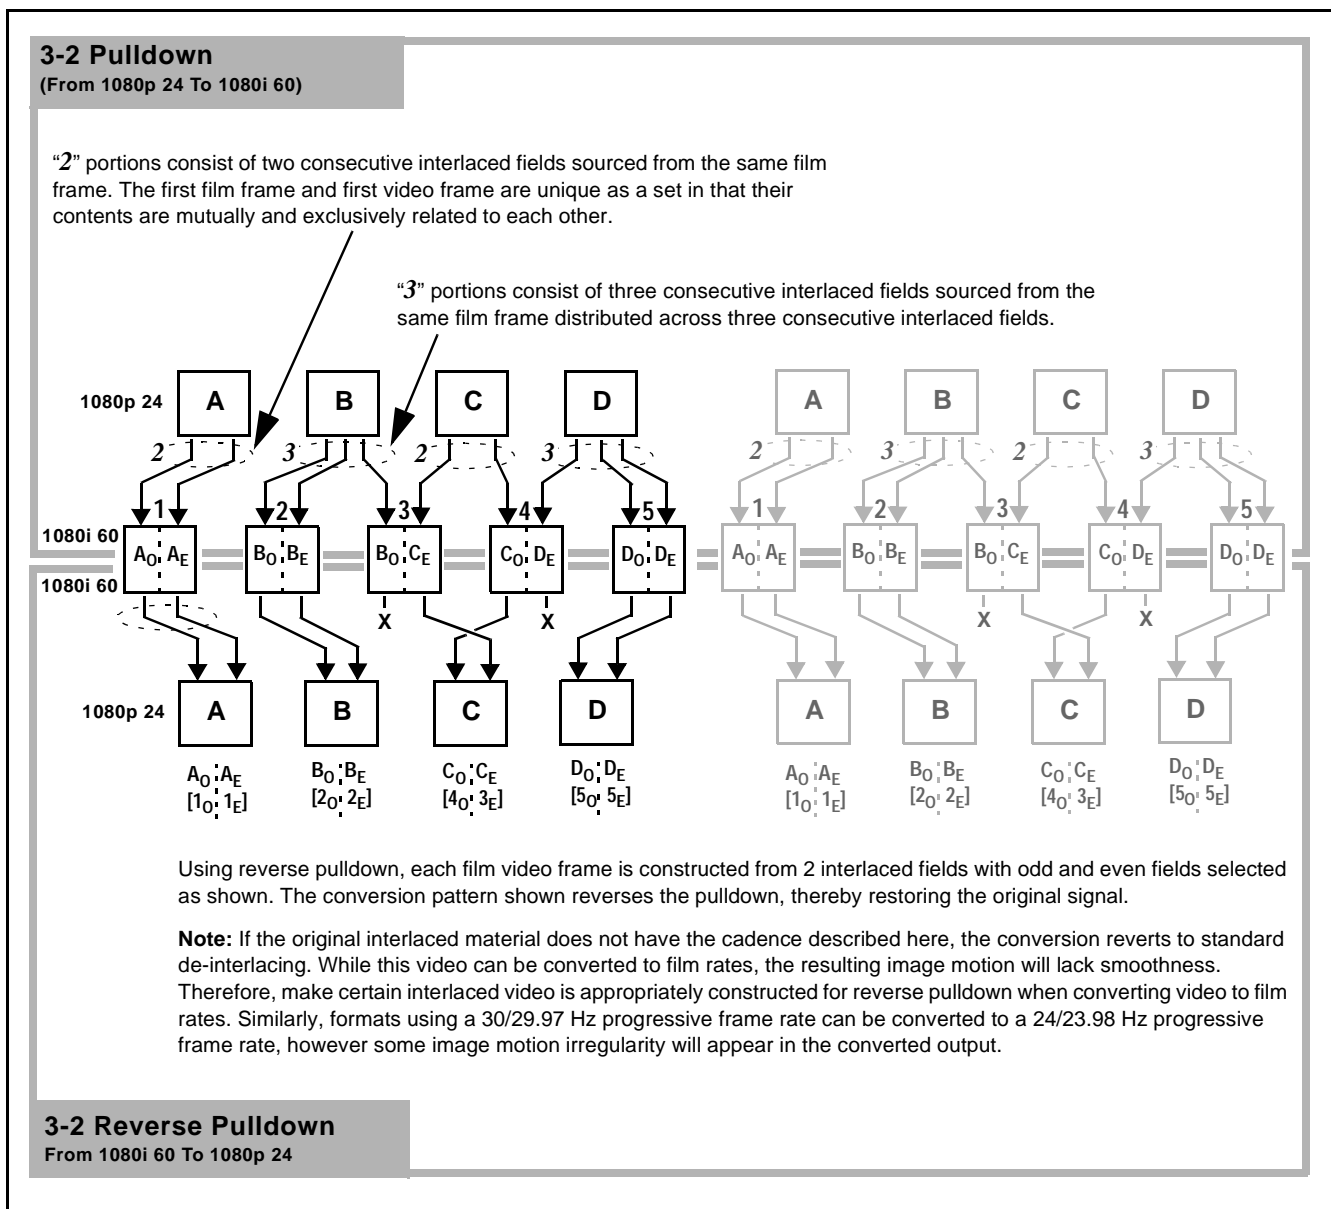 3-2 Pulldown
(From 1080p 24 To 1080i 60)
“2” portions consist of two consecutive interlaced fields sourced from the same film
frame. The first film frame and first video frame are unique as a set in that their
contents are mutually and exclusively related to each other.
“3” portions consist of three consecutive interlaced fields sourced from the
same film frame distributed across three consecutive interlaced fields.
1080p 24 A B C D A B C D
2 3 2 3 2 3 2 3
1 2 3 4 5 1 2 3 4 5
1080i 60
AO AE BO BE BO CE CO DE DO DE AO AE BO BE BO CE CO DE DO DE
1080i 60
X X X X
1080p 24 A B C D A B C D
AO AE BO BE CO CE DO DE AO AE BO BE CO CE DO DE
[1O 1E] [2O 2E] [4O 3E] [5O 5E] [1O 1E] [2O 2E] [4O 3E] [5O 5E]
Using reverse pulldown, each film video frame is constructed from 2 interlaced fields with odd and even fields selected
as shown. The conversion pattern shown reverses the pulldown, thereby restoring the original signal.
Note: If the original interlaced material does not have the cadence described here, the conversion reverts to standard
de-interlacing. While this video can be converted to film rates, the resulting image motion will lack smoothness.
Therefore, make certain interlaced video is appropriately constructed for reverse pulldown when converting video to film
rates. Similarly, formats using a 30/29.97 Hz progressive frame rate can be converted to a 24/23.98 Hz progressive
frame rate, however some image motion irregularity will appear in the converted output.
3-2 Reverse Pulldown
From 1080i 60 To 1080p 24